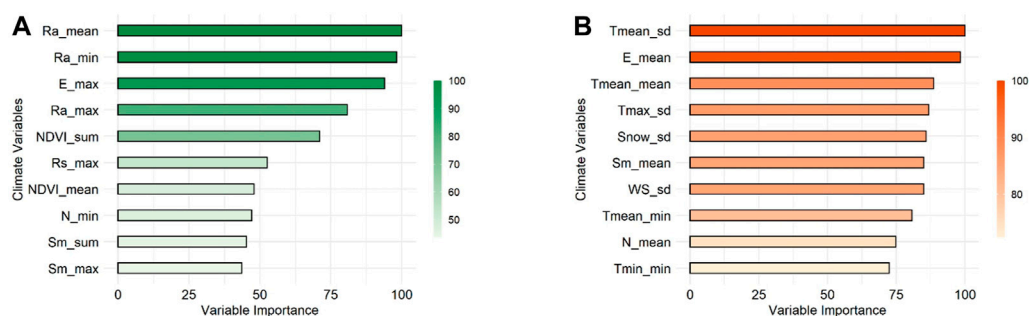 A
Climate Variables
Ra_mean
Ra_min
E_max
Ra_max
NDVI_sum
Rs_max
NDVI_mean
N_min
Sm_sum
Sm_max
0 25 50 75 100
Variable Importance
100
90
80
70
60
50
B
Climate Variables
Tmean_sd
E_mean
Tmean_mean
Tmax_sd
Snow_sd
Sm_mean
WS_sd
Tmean_min
N_mean
Tmin_min
0 25 50 75 100
Variable Importance
100
90
80